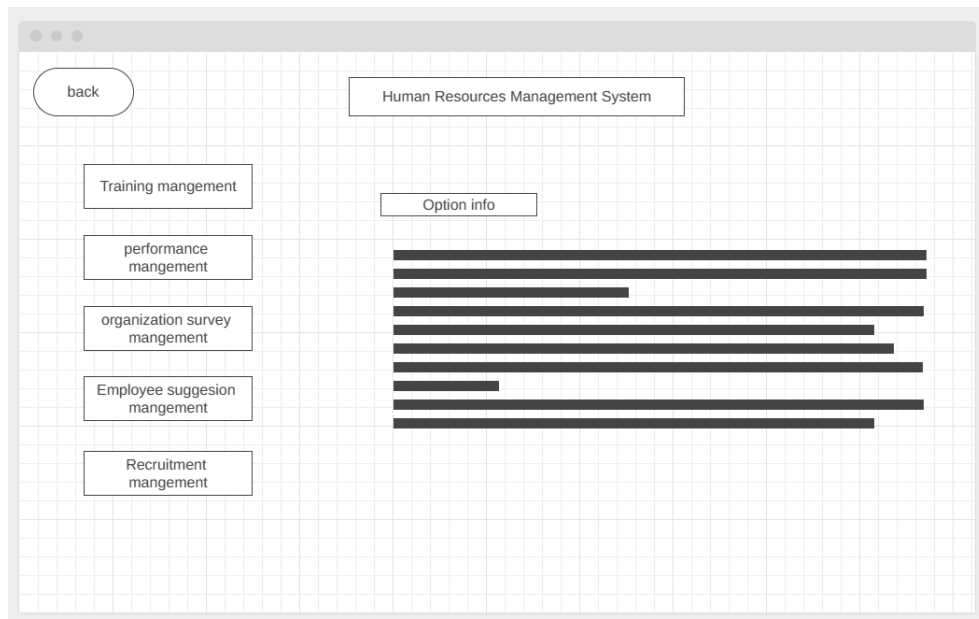 back
Human Resources Management System
Training mangement
Option info
performance
mangement
organization survey
mangement
Employee suggesion
mangement
Recruitment
mangement